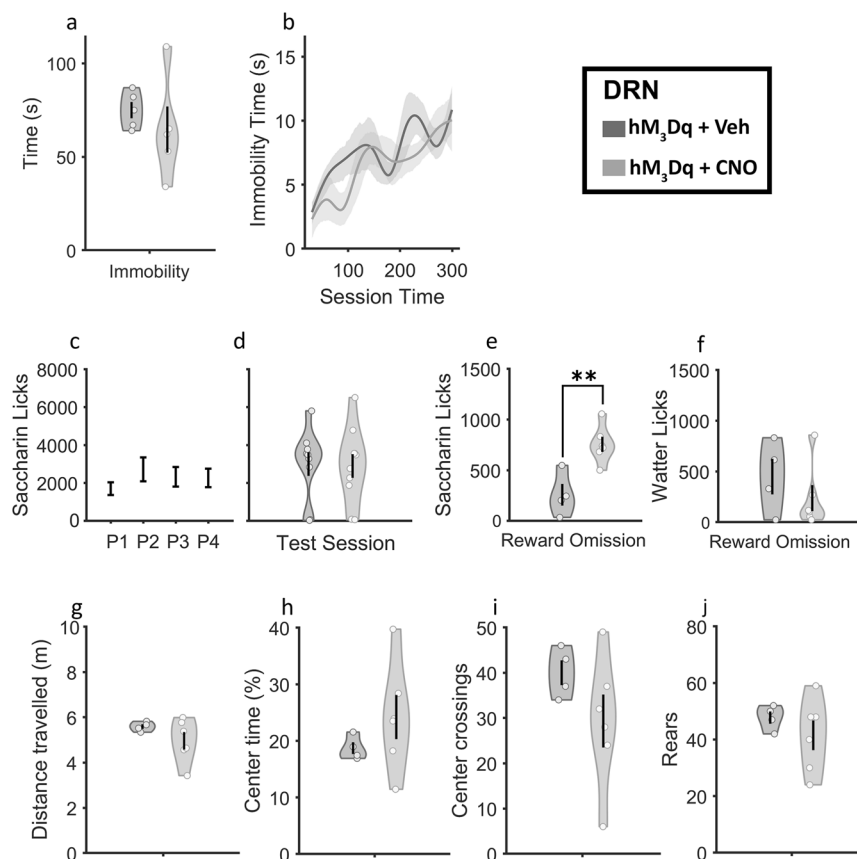 a
b
Time (s)
100
50
0
Immobility
Immobility Time (s)
15
10
5
0
100 200 300
Session Time
DRN
hM3Dq + Veh
hM3Dq + CNO
c
d
e
f
Saccharin Licks
8000
6000
4000
2000
0
P1 P2 P3 P4
Test Session
Saccharin Licks
1500
1000
500
0
**
Reward Omission
Watter Licks
1500
1000
500
0
Reward Omission
g
h
i
j
Distance travelled (m)
10
8
6
4
2
0
Center time (%)
40
30
20
10
0
Center crossings
50
40
30
20
10
0
Rears
80
60
40
20
0